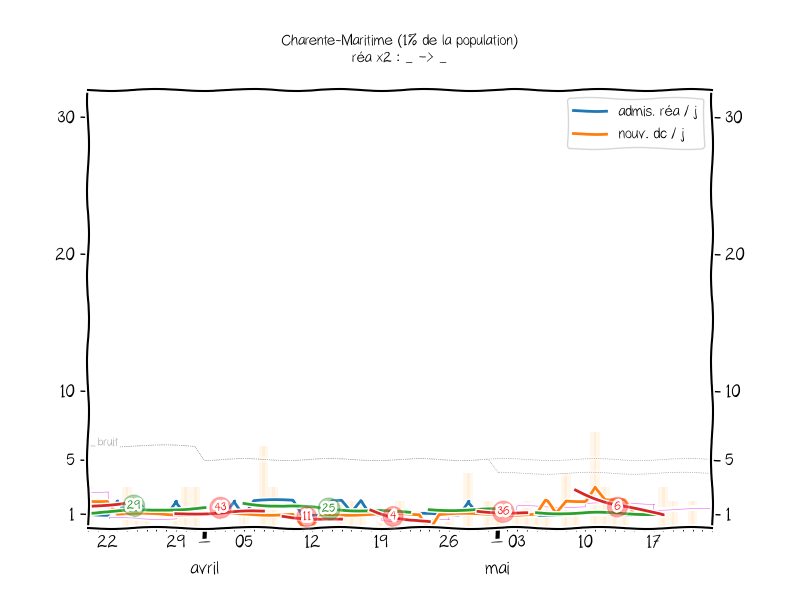 Charente-Maritime (1% de la population)
réa x2 : _ -> _
admis. réa / j
nouv. dc / j
30 30
20 20
10 10
bruit
5 5
1 1
29 43 11 25 4 36 6
22 29 05 12 19 26 03 10 17
avril mai